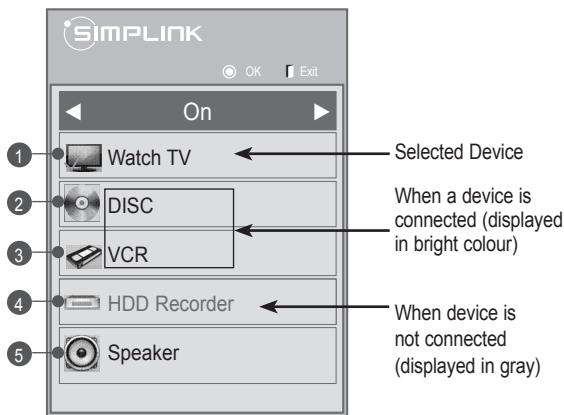 SIMPLINK
OK Exit
On
1 Watch TV
Selected Device
2 DISC
When a device is
connected (displayed
in bright colour)
3 VCR
4 HDD Recorder
When device is
not connected
(displayed in gray)
5 Speaker